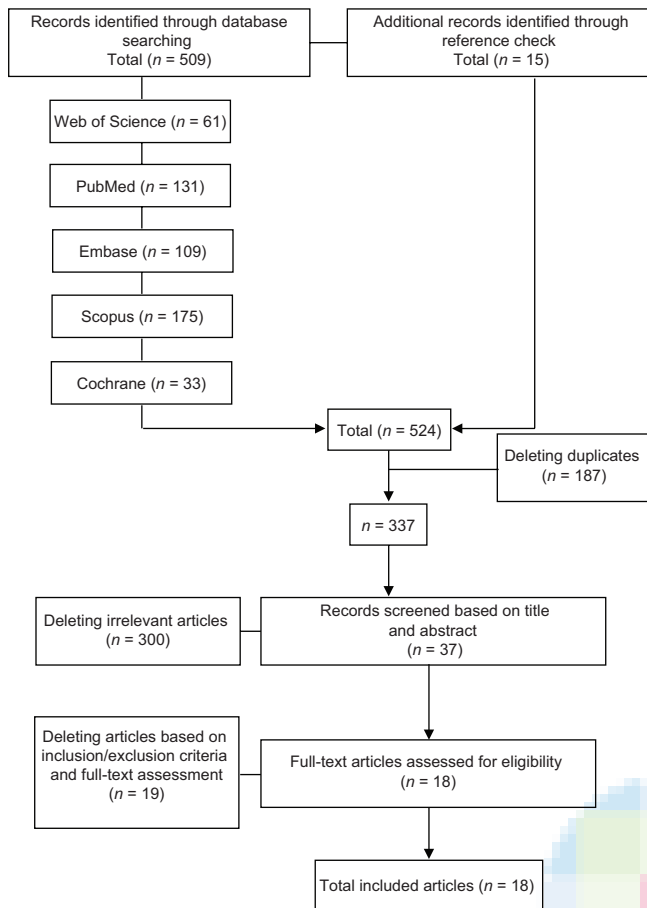 Records identified through database
searching
Total (n = 509)
Additional records identified through
reference check
Total (n = 15)
Web of Science (n = 61)
PubMed (n = 131)
Embase (n = 109)
Scopus (n = 175)
Cochrane (n = 33)
Total (n = 524)
Deleting duplicates
(n = 187)
n = 337
Deleting irrelevant articles
(n = 300)
Records screened based on title
and abstract
(n = 37)
Deleting articles based on
inclusion/exclusion criteria
and full-text assessment
(n = 19)
Full-text articles assessed for eligibility
(n = 18)
Total included articles (n = 18)